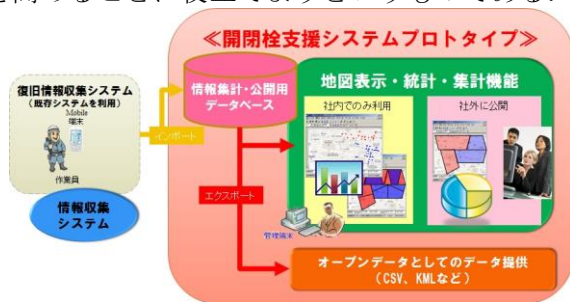 ≪開閉栓支援システムプロトタイプ≫
復旧情報収集システム
（既存システムを利用）
Mobile
端末
作業員
情報収集
システム
インポート
情報集計・公開用
データベース
エクスポート
地図表示・統計・集計機能
社内でのみ利用
社外に公開
管理端末
オープンデータとしてのデータ提供
（CSV、KMLなど）